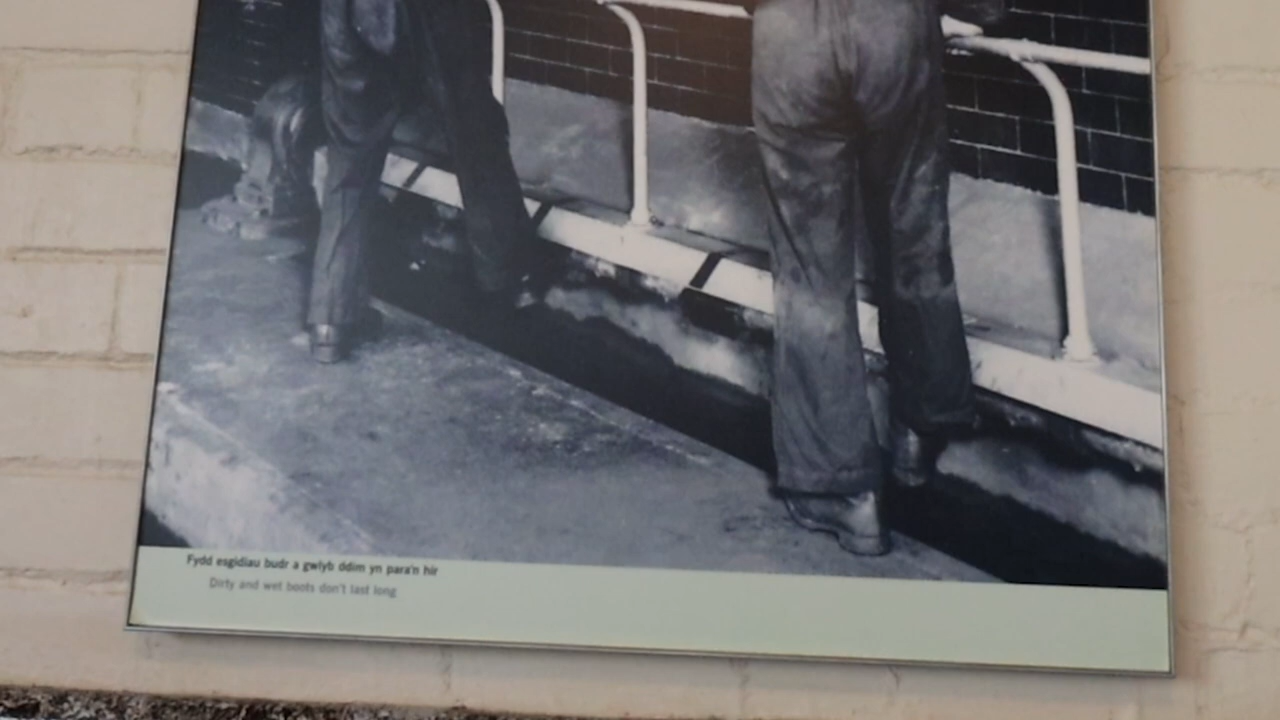 Fydd esgidiau budr a gwlyb ddim yn para'n hir
Dirty and wet boots don't last long